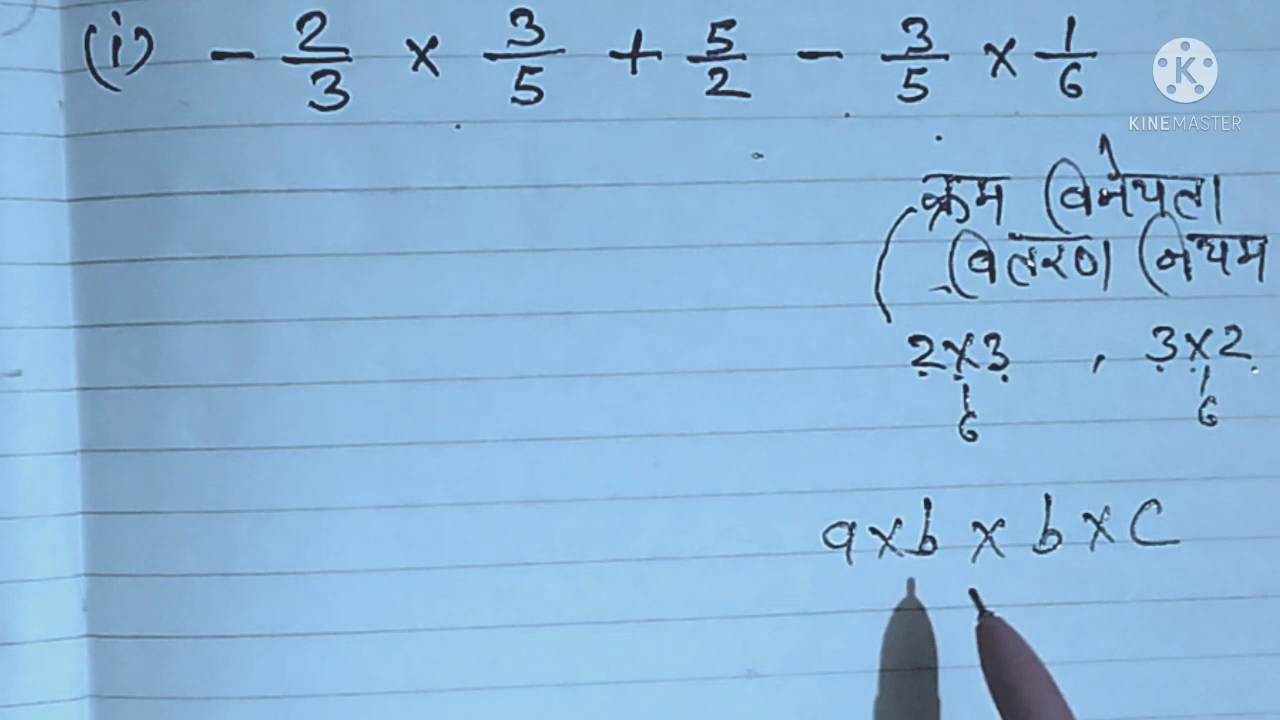 (i) - 2/3 × 3/5 + 5/2 - 3/5 × 1/6
KINEMASTER
क्रम विनेयता
वितरण नियम
2×3 , 3×2
6 6
a×b × b×c